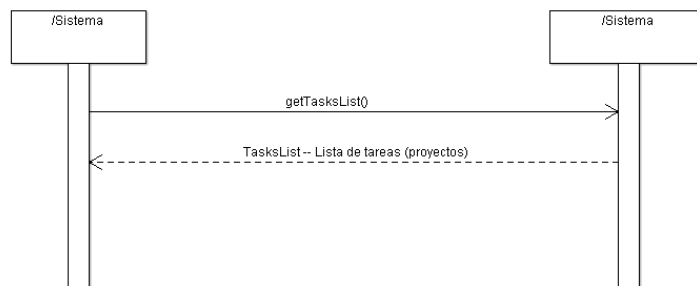 /Sistema
/Sistema
getTasksList()
TasksList -- Lista de tareas (proyectos)